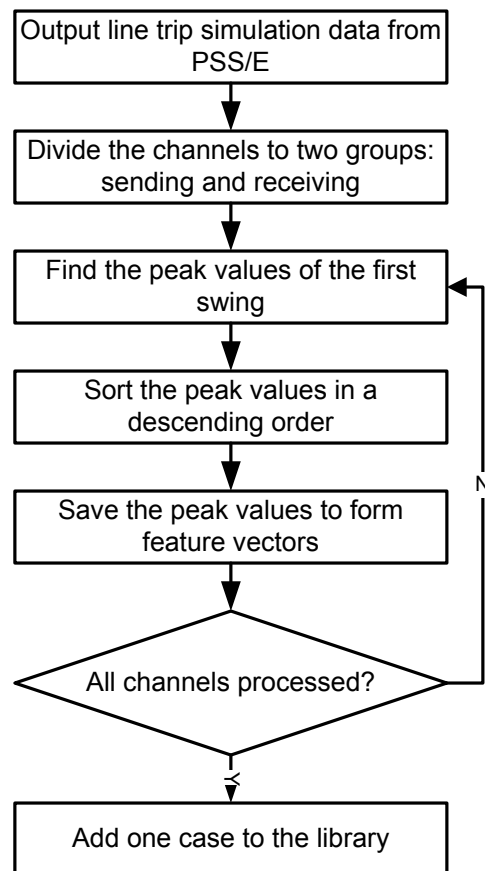 Output line trip simulation data from
PSS/E
Divide the channels to two groups:
sending and receiving
Find the peak values of the first
swing
Sort the peak values in a
descending order
Save the peak values to form
feature vectors
N
All channels processed?
Y
Add one case to the library